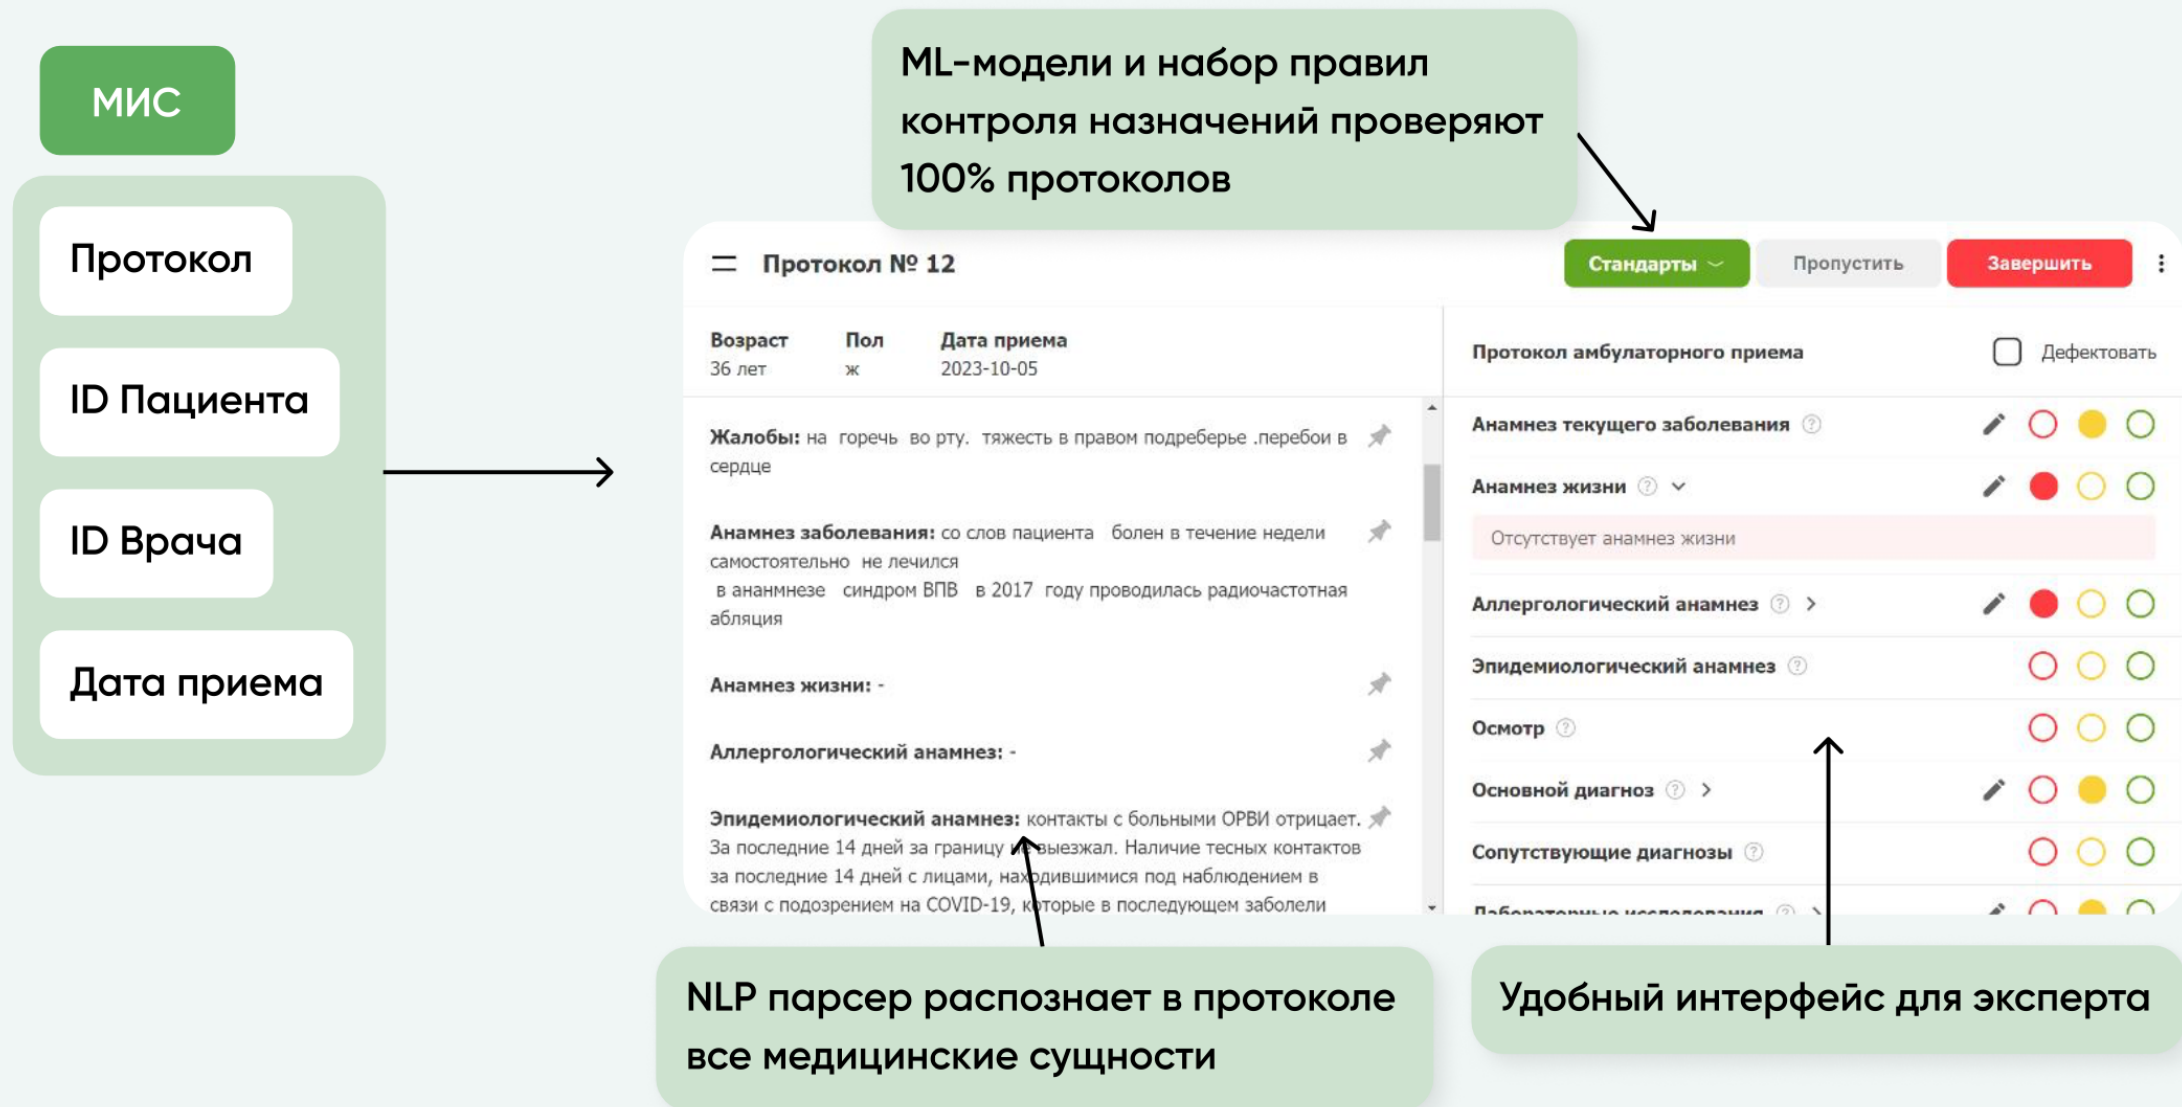 МИС
Протокол
ID Пациента
ID Врача
Дата приема
ML-модели и набор правил
контроля назначений проверяют
100% протоколов
Протокол № 12
Стандарты
Пропустить
Завершить
Возраст Пол Дата приема
36 лет ж 2023-10-05
Жалобы: на горечь во рту. тяжесть в правом подреберье .перебои в
сердце
Анамнез заболевания: со слов пациента болен в течение недели
самостоятельно не лечился
в ананмнезе синдром ВПВ в 2017 году проводилась радиочастотная
абляция
Анамнез жизни: -
Аллергологический анамнез: -
Эпидемиологический анамнез: контакты с больными ОРВИ отрицает.
За последние 14 дней за границу не выезжал. Наличие тесных контактов
за последние 14 дней с лицами, находившимися под наблюдением в
связи с подозрением на COVID-19, которые в последующем заболели
Протокол амбулаторного приема
Дефектовать
Анамнез текущего заболевания ?
Анамнез жизни ?
Отсутствует анамнез жизни
Аллергологический анамнез ?
Эпидемиологический анамнез ?
Осмотр ?
Основной диагноз ?
Сопутствующие диагнозы ?
Лабораторные исследования ?
NLP парсер распознает в протоколе
все медицинские сущности
Удобный интерфейс для эксперта